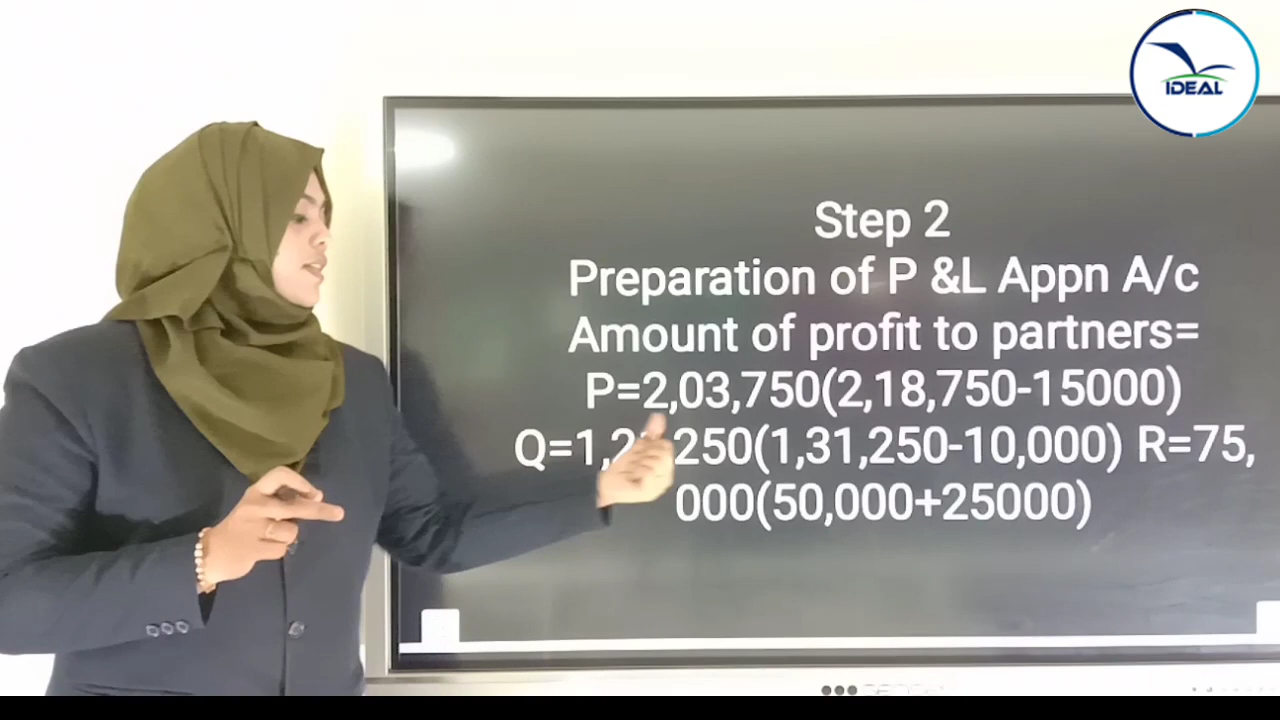 IDEAL
Step 2
Preparation of P &L Appn A/c
Amount of profit to partners=
P=2,03,750(2,18,750-15000)
250(1,31,250-10,000) R=75,
000(50,000+25000)